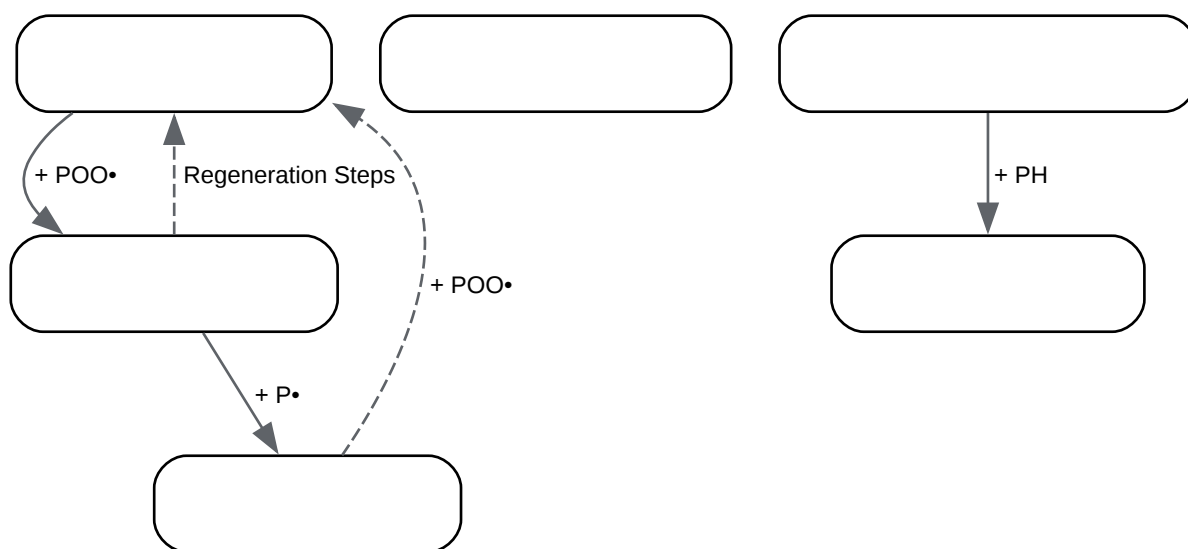 + POO•
Regeneration Steps
+ PH
+ POO•
+ P•